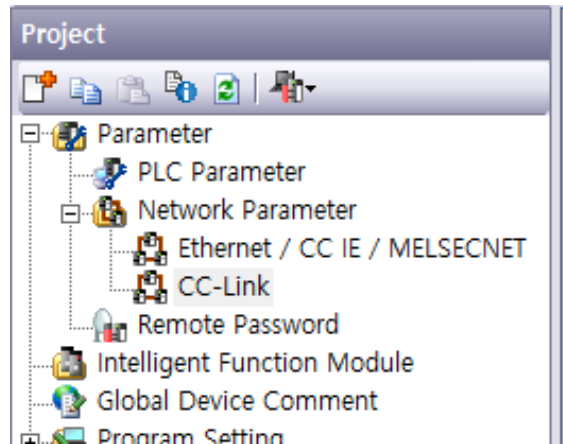 Project
Parameter
PLC Parameter
Network Parameter
Ethernet / CC IE / MELSECNET
CC-Link
Remote Password
Intelligent Function Module
Global Device Comment
Program Setting